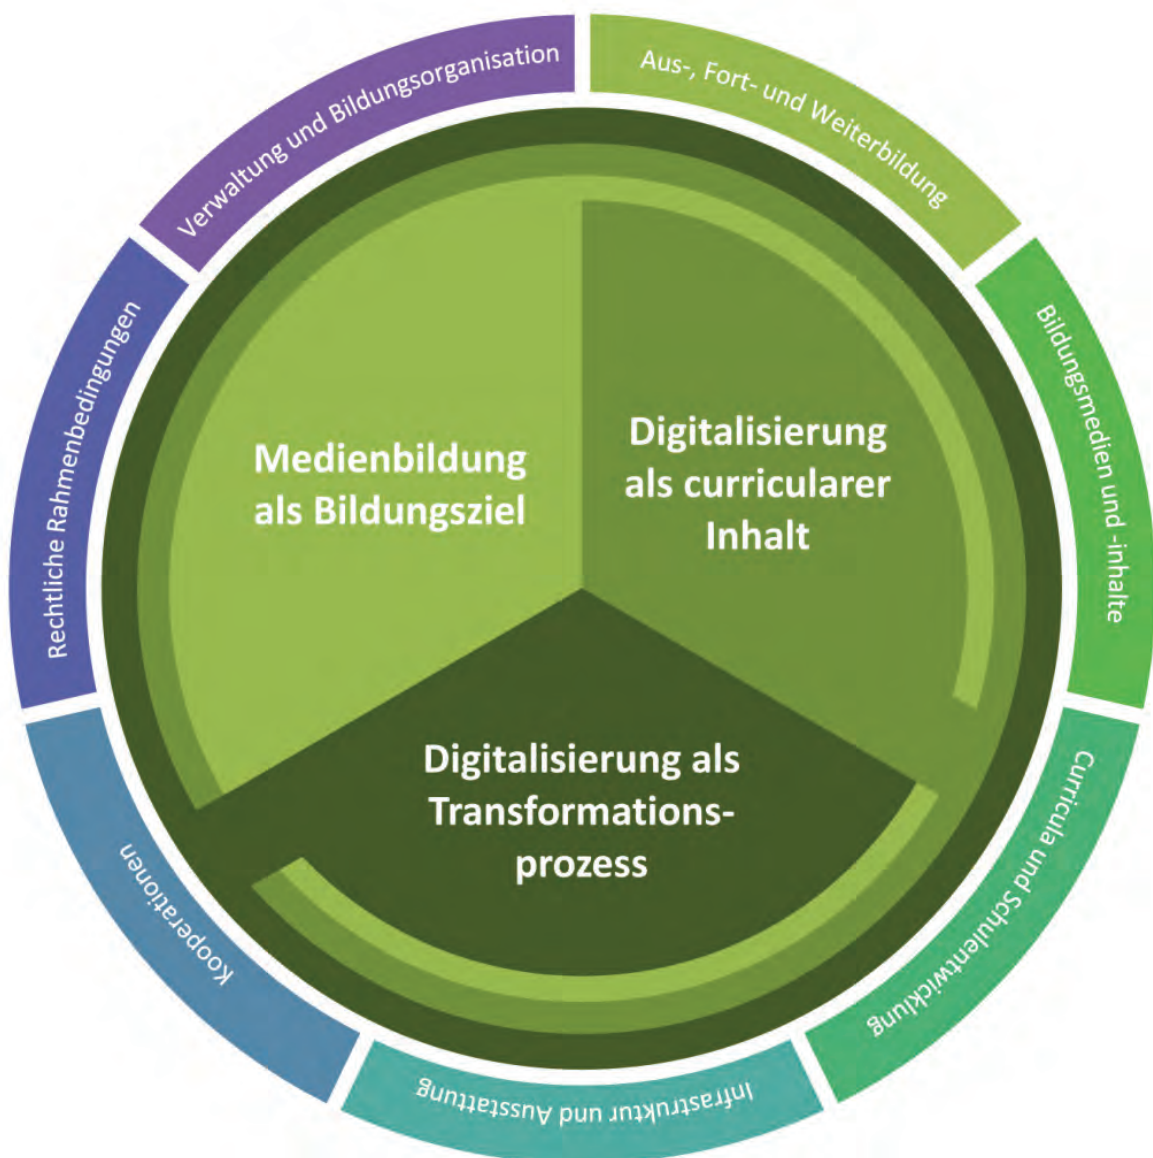 Aus-, Fort- und Weiterbildung
Bildungsmedien und -inhalte
Curricula und Schulentwicklung
Infrastruktur und Ausstattung
Kooperationen
Rechtliche Rahmenbedingungen
Verwaltung und Bildungsorganisation
Medienbildung
als Bildungsziel
Digitalisierung
als curricularer
Inhalt
Digitalisierung als
Transformations-
prozess